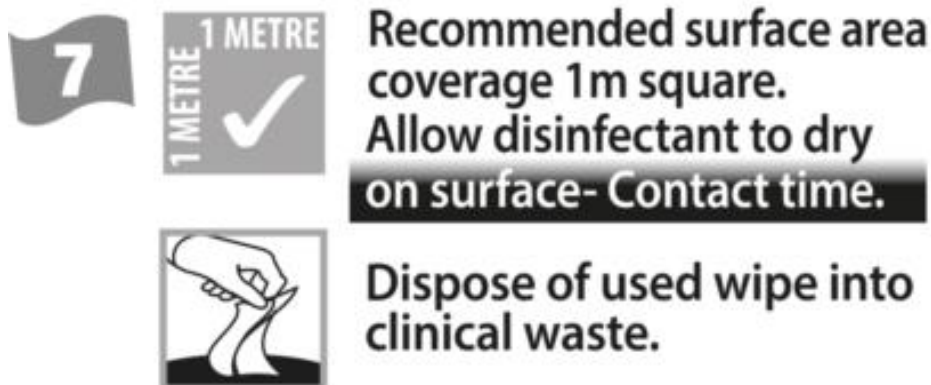 7
1 METRE
1 METRE
Recommended surface area
coverage 1m square.
Allow disinfectant to dry
on surface- Contact time.
Dispose of used wipe into
clinical waste.